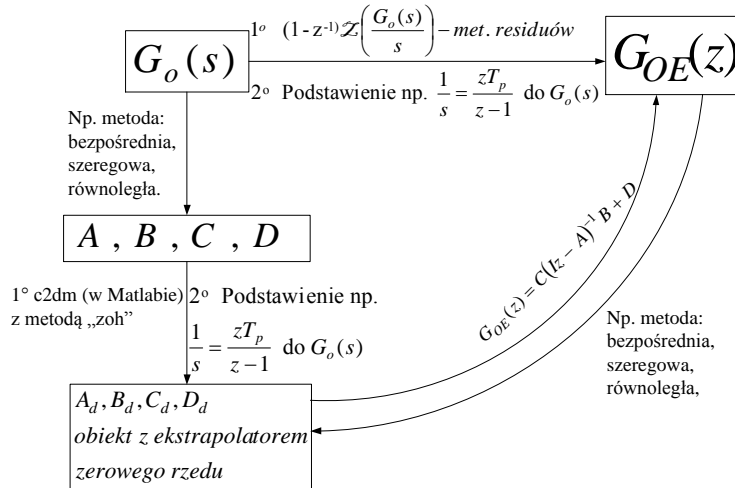 1° (1 - z⁻¹) 𝒵(G_o(s)/s) – met. residuów
G_o(s)
G_OE(z)
2° Podstawienie np. 1/s = zT_p/(z−1) do G_o(s)
Np. metoda:
bezpośrednia,
szeregowa,
równoległa.
A , B , C , D
1° c2dm (w Matlabie)
z metodą „zoh”
2° Podstawienie np.
1/s = zT_p/(z−1) do G_o(s)
G_OE(z) = C(Iz − A)⁻¹ B + D
Np. metoda:
bezpośrednia,
szeregowa,
równoległa,
A_d, B_d, C_d, D_d
obiekt z ekstrapolatorem
zerowego rzedu